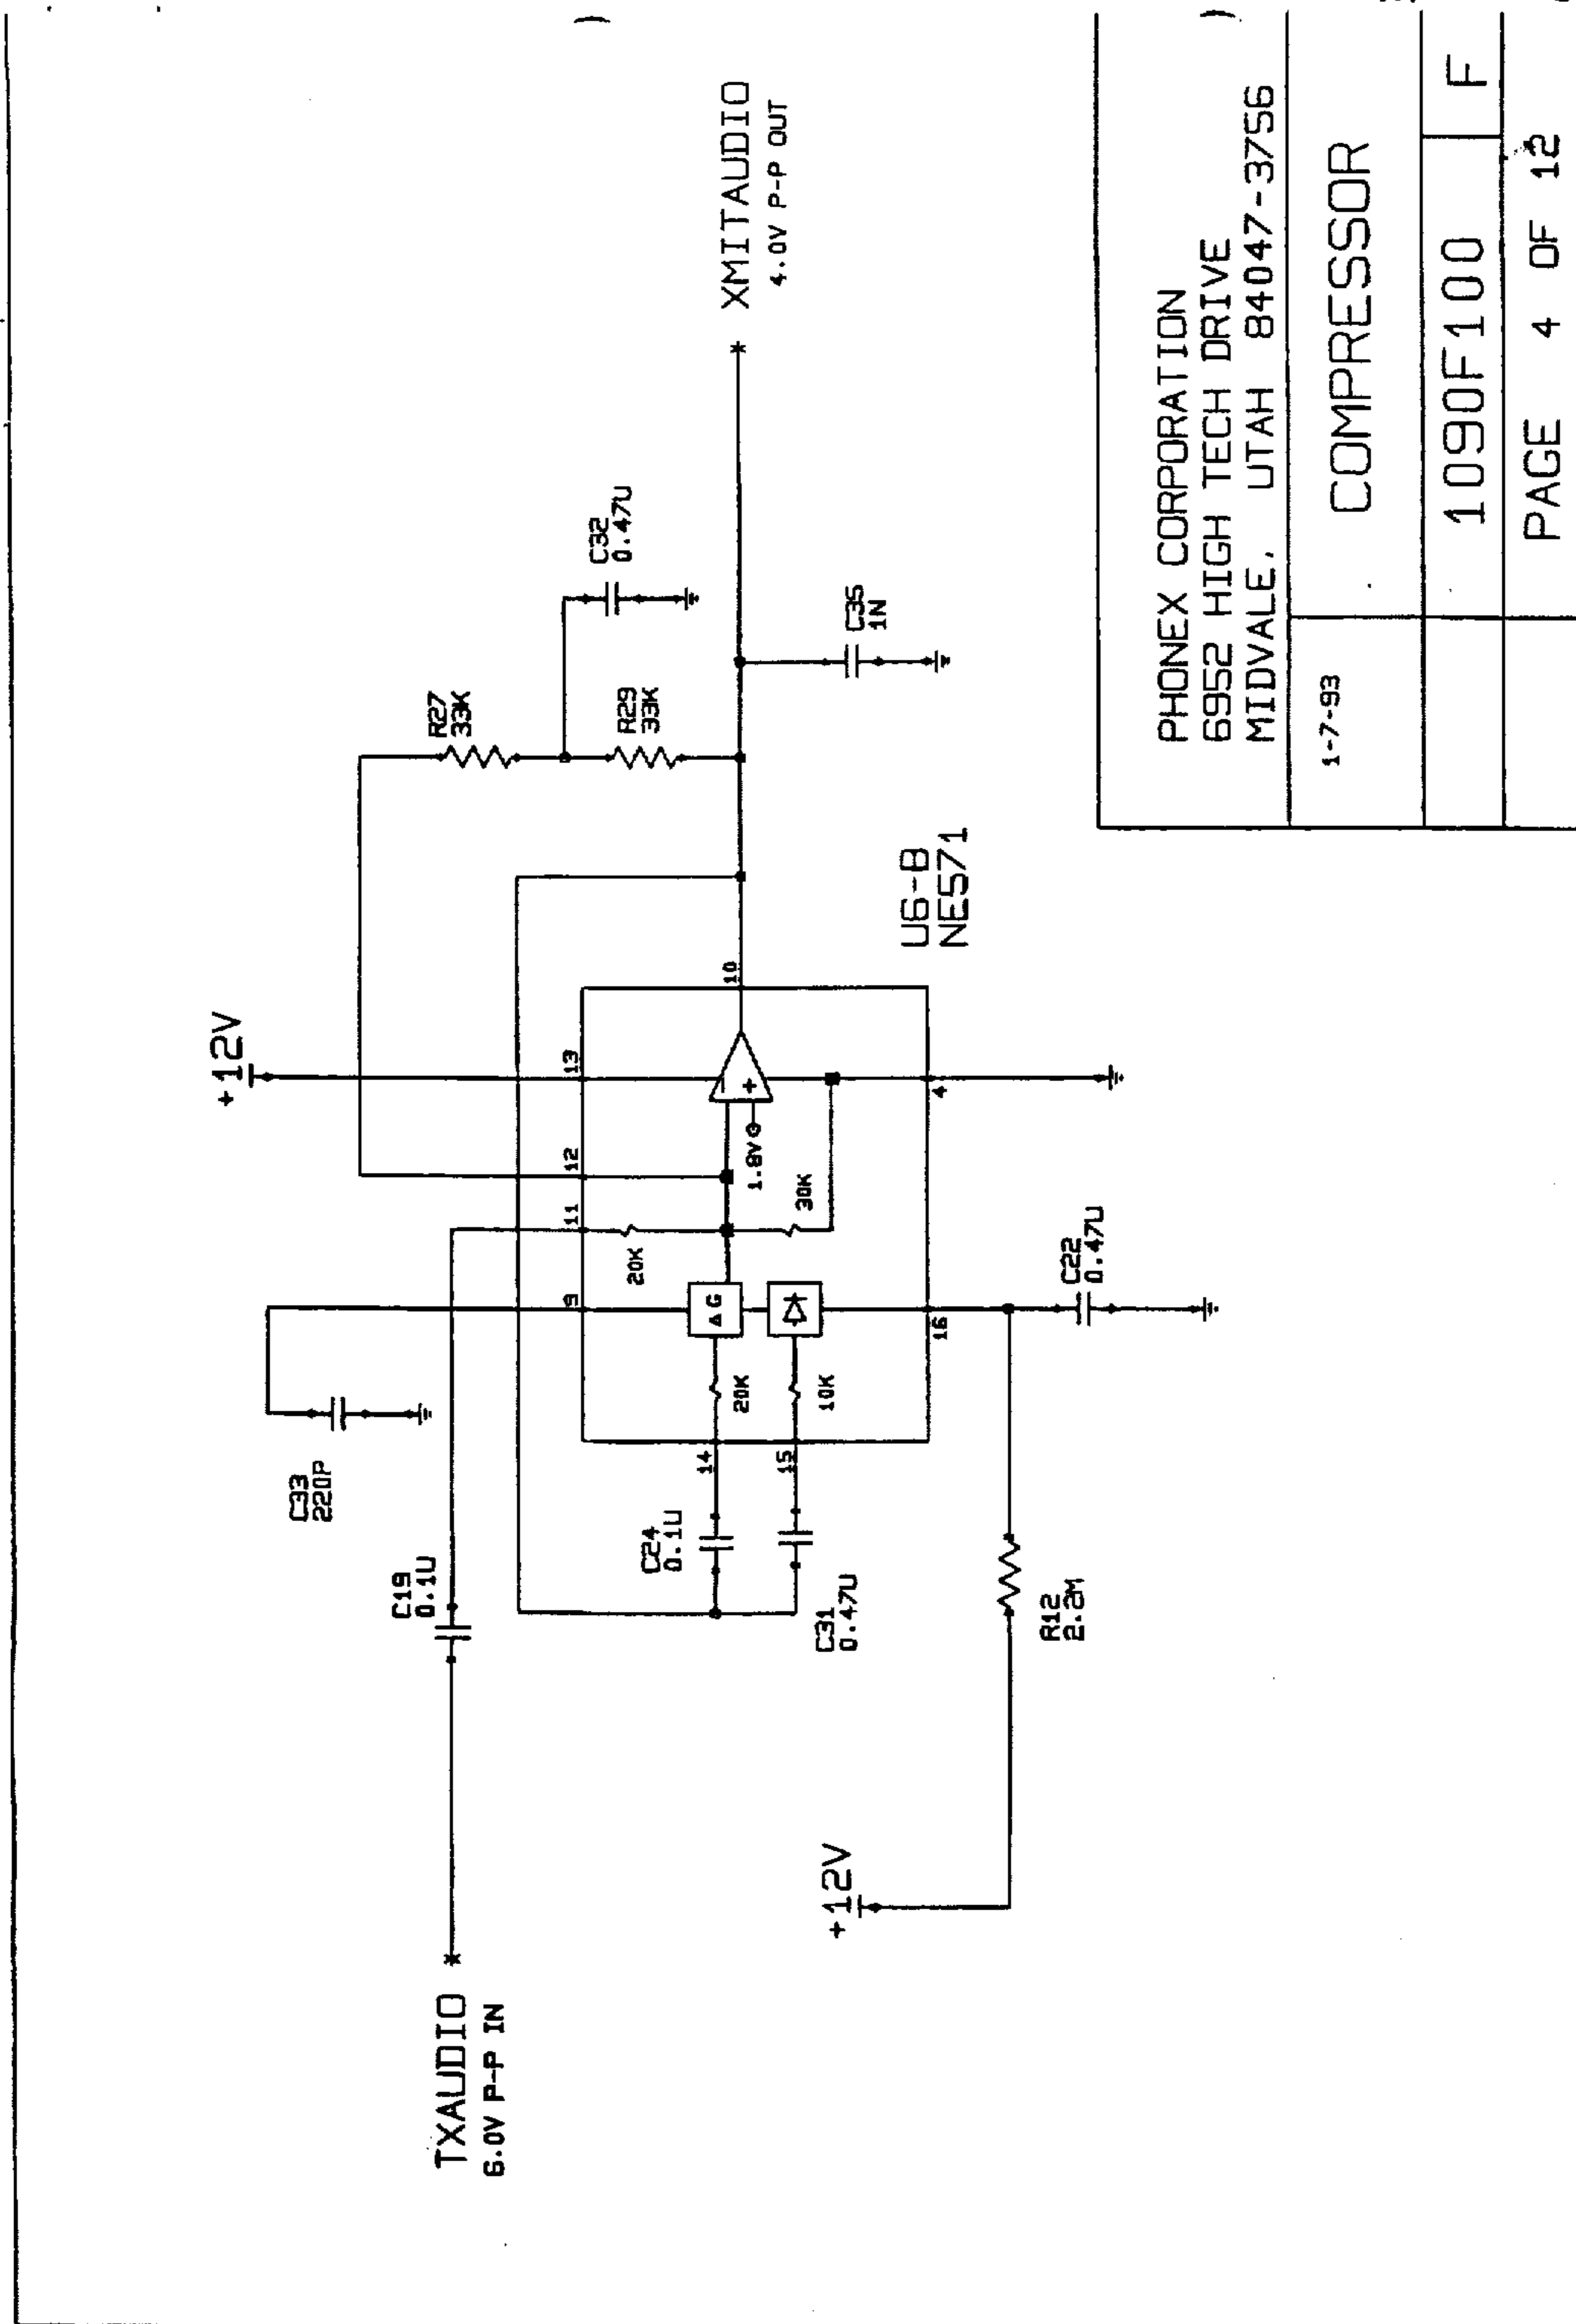 +12V
C33
220P
C19
0.1U
TXAUDIO
6.0V P-P IN
R27
33K
C32
0.47U
R29
33K
XMITAUDIO
4.0V P-P OUT
9
11
12
13
20K
C24
0.1U
14
20K
ΔG
1.8V
10
C31
0.47U
15
10K
30K
16
4
U6-B
NE571
C35
1N
+12V
R12
2.2M
C22
0.47U
PHONEX CORPORATION
6952 HIGH TECH DRIVE
MIDVALE, UTAH 84047-3756
1-7-93
COMPRESSOR
1090F100
F
PAGE 4 OF 12